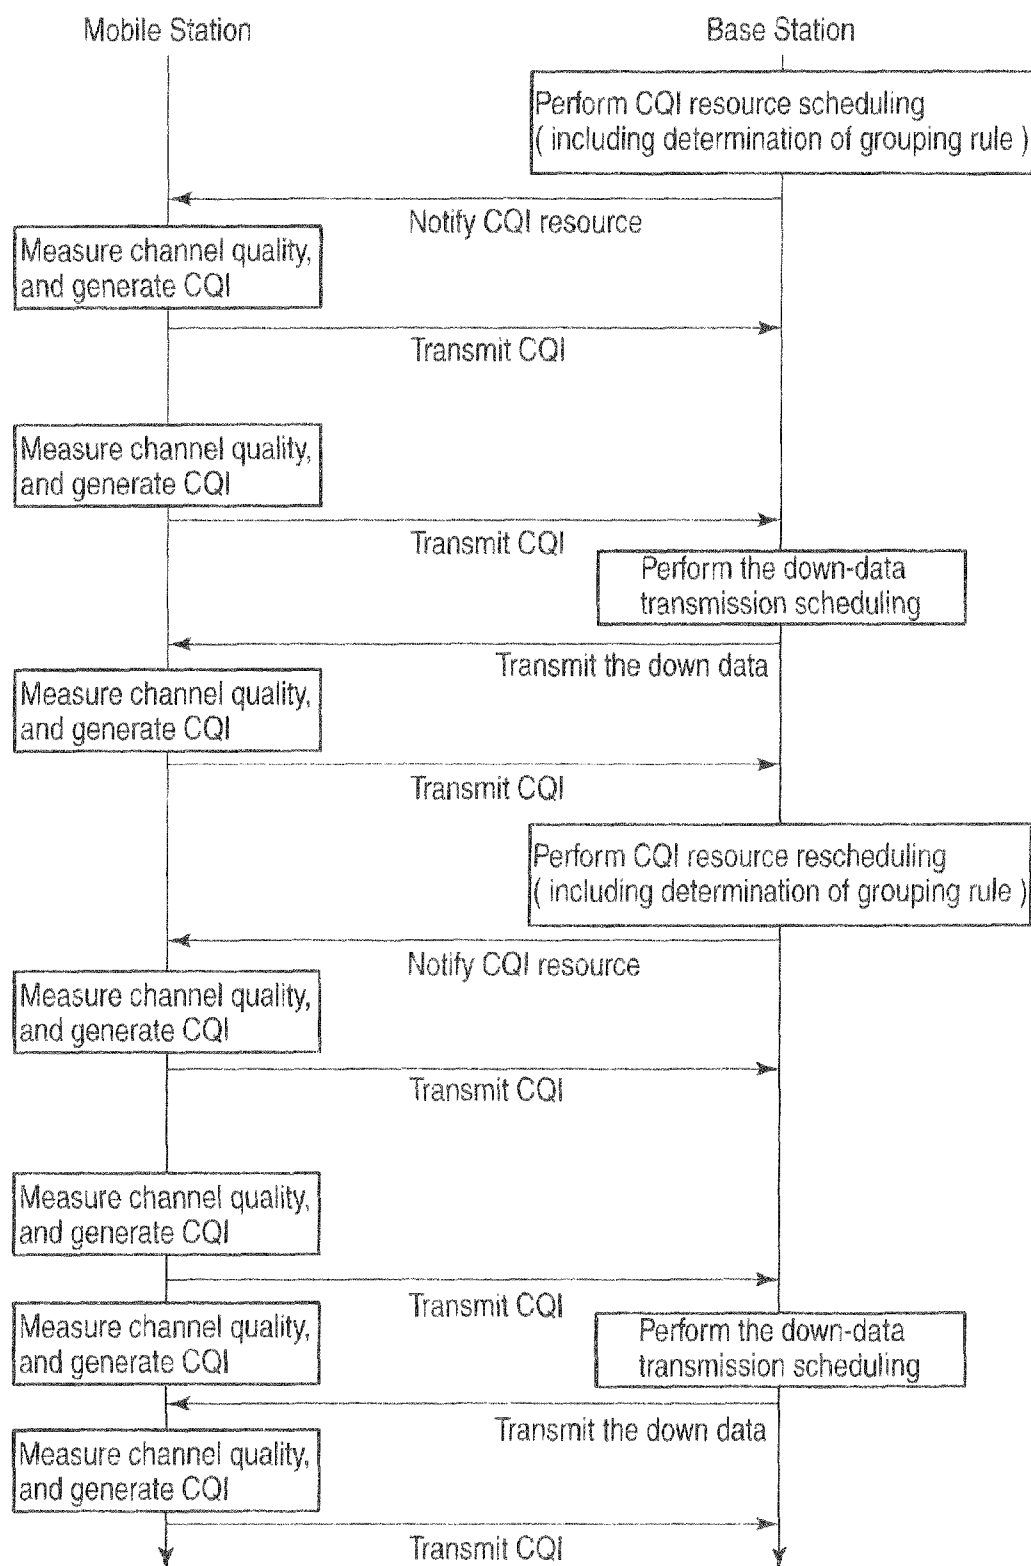 Mobile Station
Base Station
Perform CQI resource scheduling
( including determination of grouping rule )
Notify CQI resource
Measure channel quality,
and generate CQI
Transmit CQI
Measure channel quality,
and generate CQI
Transmit CQI
Perform the down-data
transmission scheduling
Transmit the down data
Measure channel quality,
and generate CQI
Transmit CQI
Perform CQI resource rescheduling
( including determination of grouping rule )
Notify CQI resource
Measure channel quality,
and generate CQI
Transmit CQI
Measure channel quality,
and generate CQI
Transmit CQI
Measure channel quality,
and generate CQI
Perform the down-data
transmission scheduling
Transmit the down data
Measure channel quality,
and generate CQI
Transmit CQI